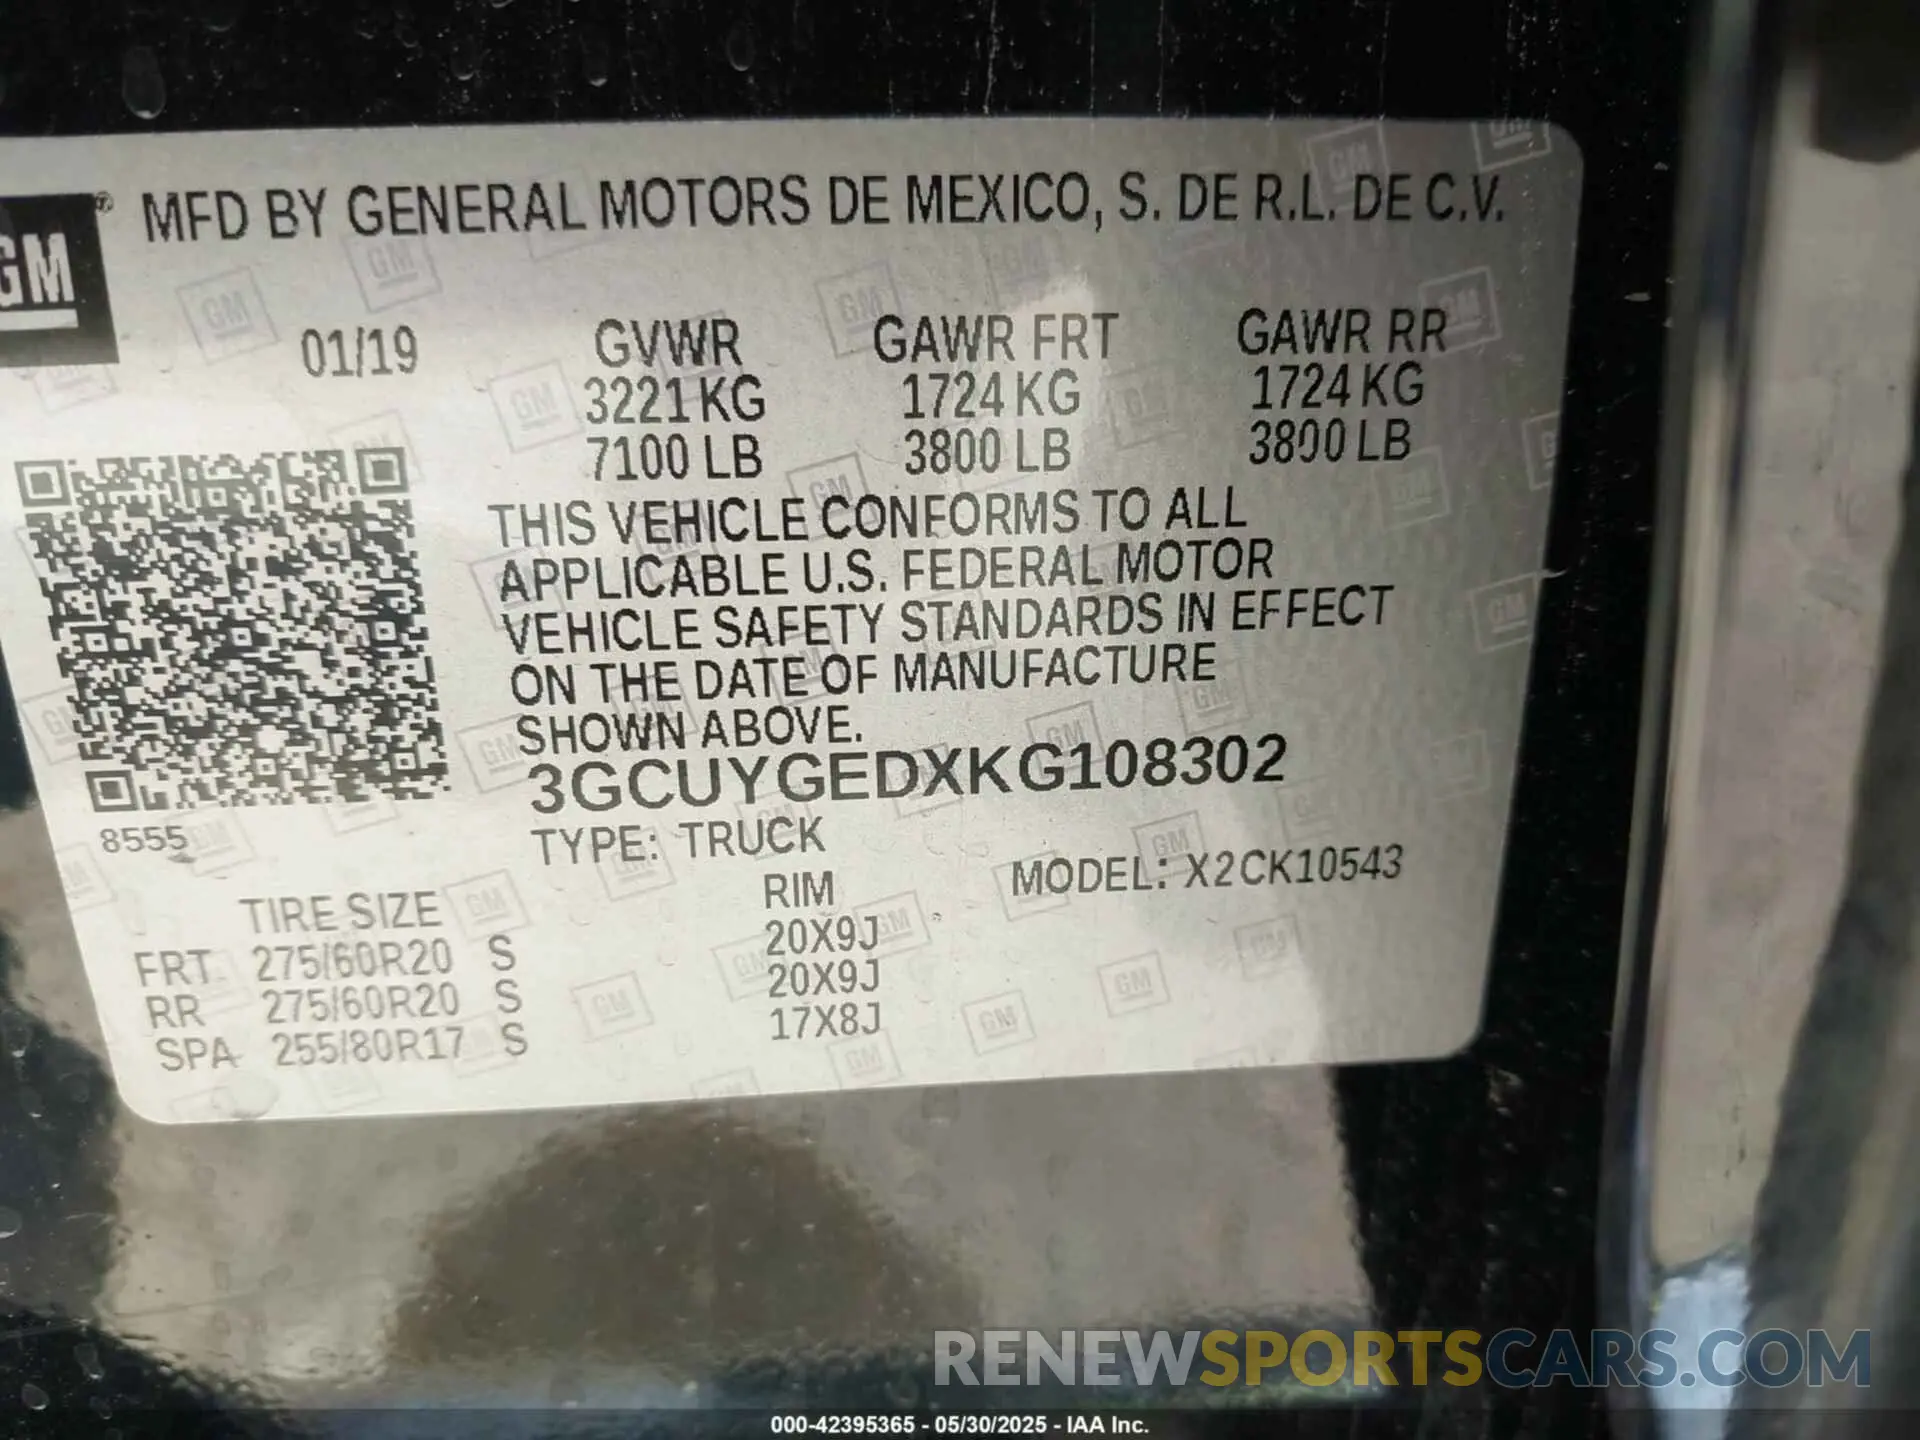 GM® MFD BY GENERAL MOTORS DE MEXICO, S. DE R.L. DE C.V.
01/19 GVWR GAWR FRT GAWR RR
3221 KG 1724 KG 1724 KG
7100 LB 3800 LB 3800 LB
THIS VEHICLE CONFORMS TO ALL
APPLICABLE U.S. FEDERAL MOTOR
VEHICLE SAFETY STANDARDS IN EFFECT
ON THE DATE OF MANUFACTURE
SHOWN ABOVE.
3GCUYGEDXKG108302
8555
TYPE: TRUCK
MODEL: X2CK10543
TIRE SIZE RIM
FRT 275/60R20 S 20X9J
RR 275/60R20 S 20X9J
SPA 255/80R17 S 17X8J
RENEWSPORTSCARS.COM
000-42395365 - 05/30/2025 - IAA Inc.